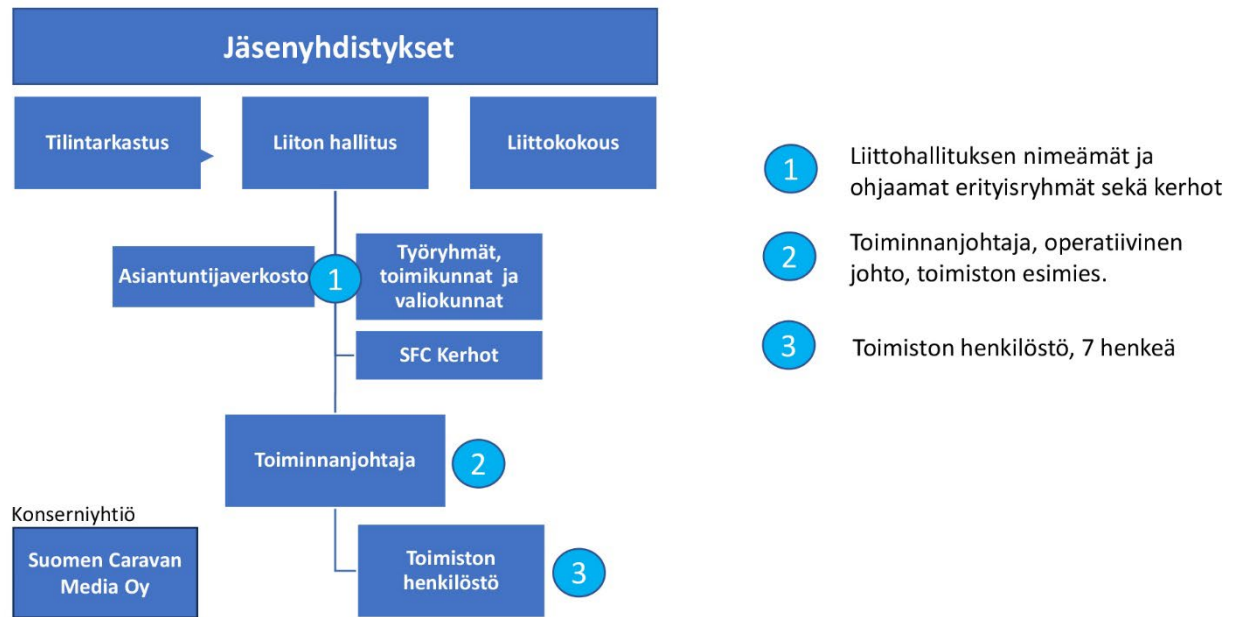 Jäsenyhdistykset
Tilintarkastus
Liiton hallitus
Liittokokous
Asiantuntijaverkosto
1
Työryhmät,
toimikunnat ja
valiokunnat
SFC Kerhot
Toiminnanjohtaja
2
Konserniyhtiö
Suomen Caravan
Media Oy
Toimiston
henkilöstö
3
1
Liittohallituksen nimeämät ja
ohjaamat erityisryhmät sekä kerhot
2
Toiminnanjohtaja, operatiivinen
johto, toimiston esimies.
3
Toimiston henkilöstö, 7 henkeä